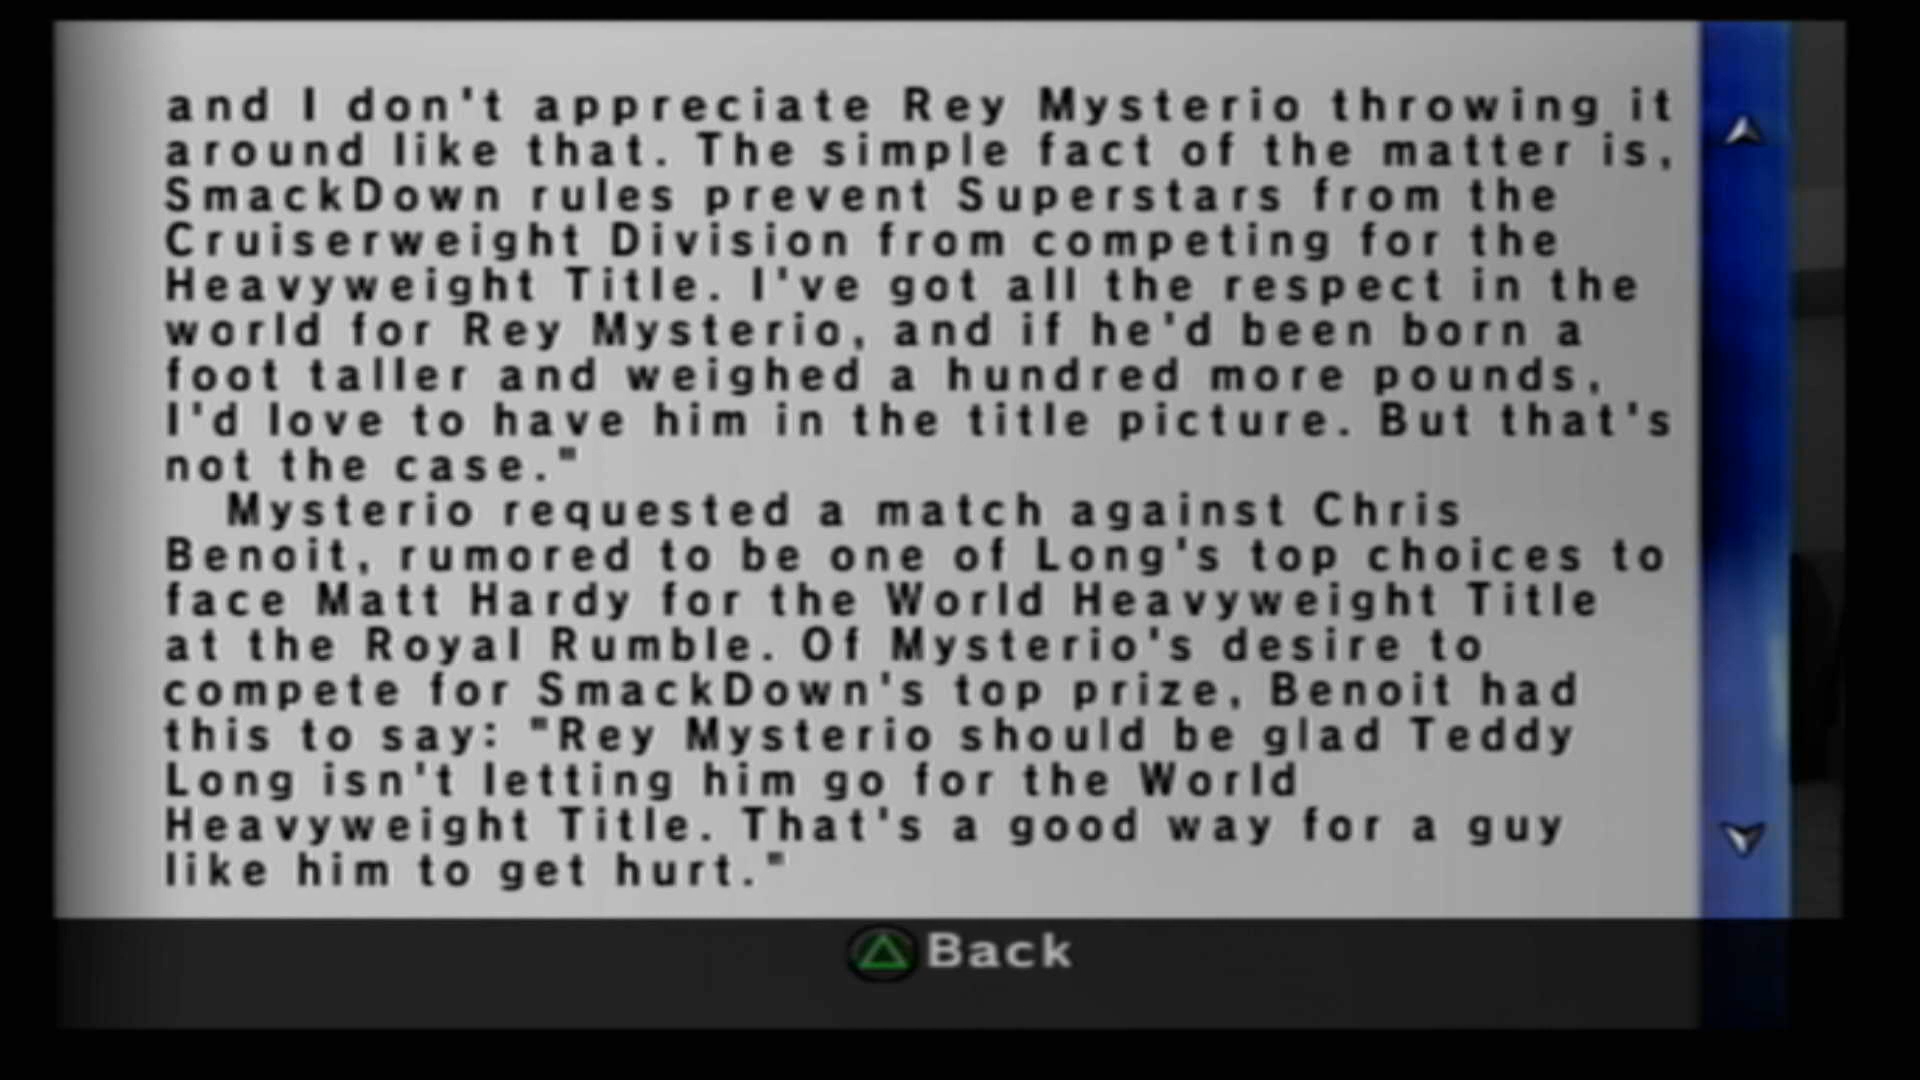 and I don't appreciate Rey Mysterio throwing it
around like that. The simple fact of the matter is,
SmackDown rules prevent Superstars from the
Cruiserweight Division from competing for the
Heavyweight Title. I've got all the respect in the
world for Rey Mysterio, and if he'd been born a
foot taller and weighed a hundred more pounds,
I'd love to have him in the title picture. But that's
not the case."
Mysterio requested a match against Chris
Benoit, rumored to be one of Long's top choices to
face Matt Hardy for the World Heavyweight Title
at the Royal Rumble. Of Mysterio's desire to
compete for SmackDown's top prize, Benoit had
this to say: "Rey Mysterio should be glad Teddy
Long isn't letting him go for the World
Heavyweight Title. That's a good way for a guy
like him to get hurt."
Back